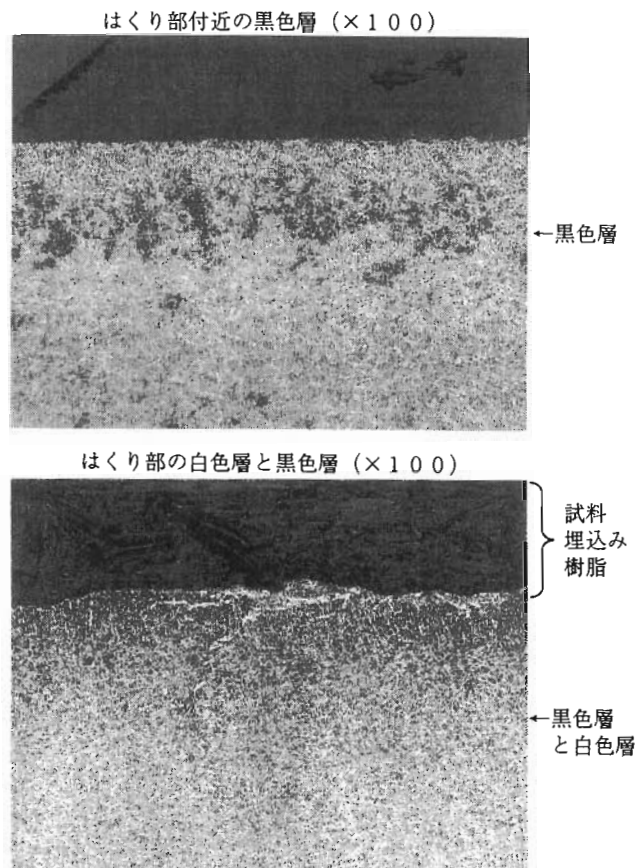 はくり部付近の黒色層(×100)
←黒色層
はくり部の白色層と黒色層(×100)
試料
埋込み
樹脂
←黒色層
と白色層